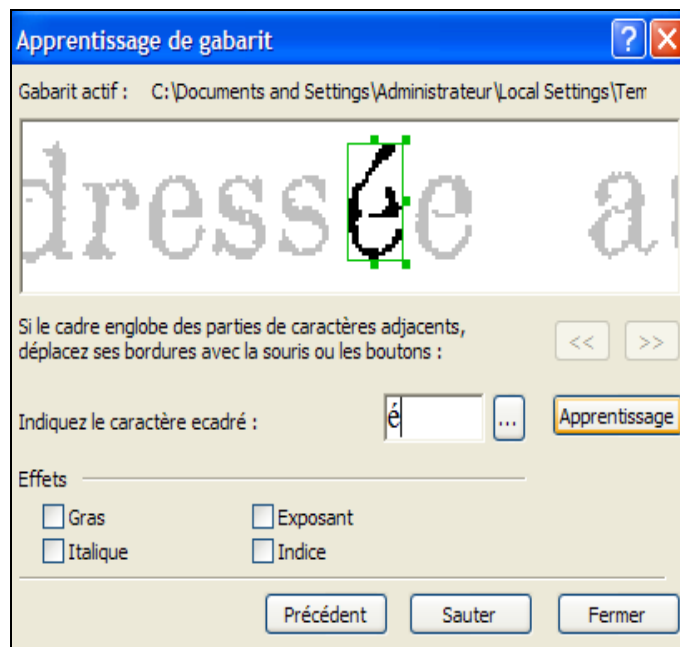 Apprentissage de gabarit
Gabarit actif : C:\Documents and Settings\Administrateur\Local Settings\Tem
dressée a
Si le cadre englobe des parties de caractères adjacents,
déplacez ses bordures avec la souris ou les boutons :
<< >>
Indiquez le caractère ecadré : é ... Apprentissage
Effets
Gras Exposant
Italique Indice
Précédent Sauter Fermer